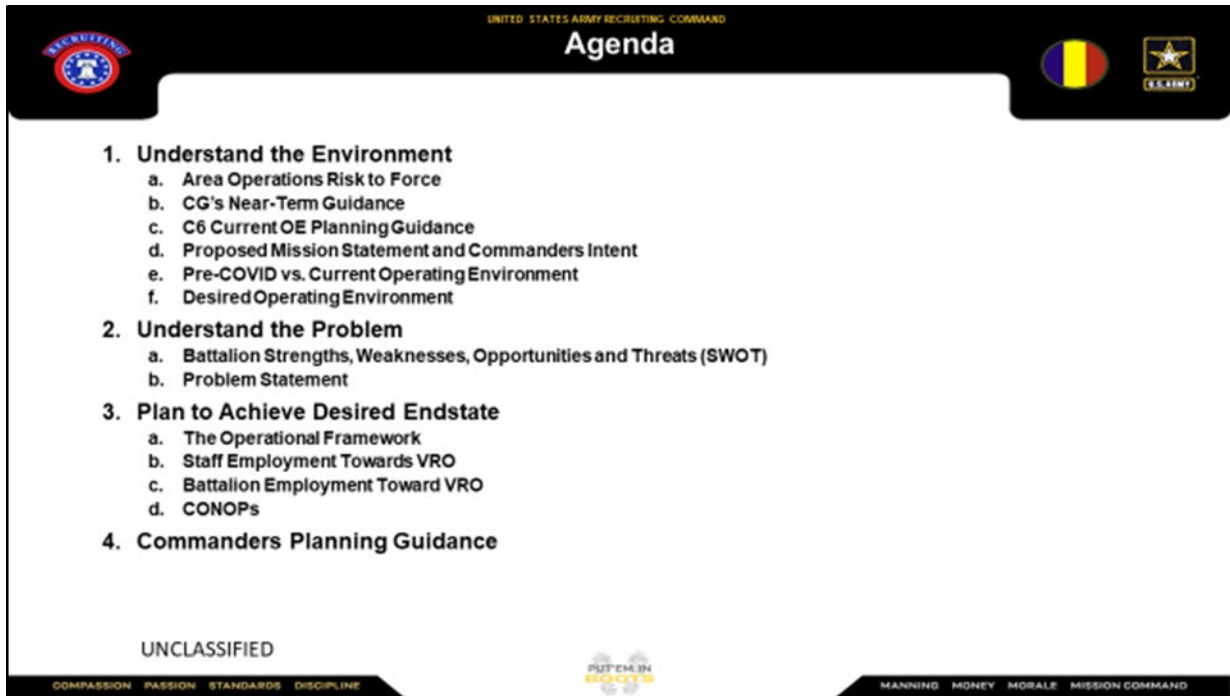 UNITED STATES ARMY RECRUITING COMMAND
Agenda
RECRUITING
U.S.ARMY
1. Understand the Environment
a. Area Operations Risk to Force
b. CG's Near-Term Guidance
c. C6 Current OE Planning Guidance
d. Proposed Mission Statement and Commanders Intent
e. Pre-COVID vs. Current Operating Environment
f. Desired Operating Environment
2. Understand the Problem
a. Battalion Strengths, Weaknesses, Opportunities and Threats (SWOT)
b. Problem Statement
3. Plan to Achieve Desired Endstate
a. The Operational Framework
b. Staff Employment Towards VRO
c. Battalion Employment Toward VRO
d. CONOPs
4. Commanders Planning Guidance
UNCLASSIFIED
PUT'EM IN
BOOTS
COMPASSION PASSION STANDARDS DISCIPLINE
MANNING MONEY MORALE MISSION COMMAND